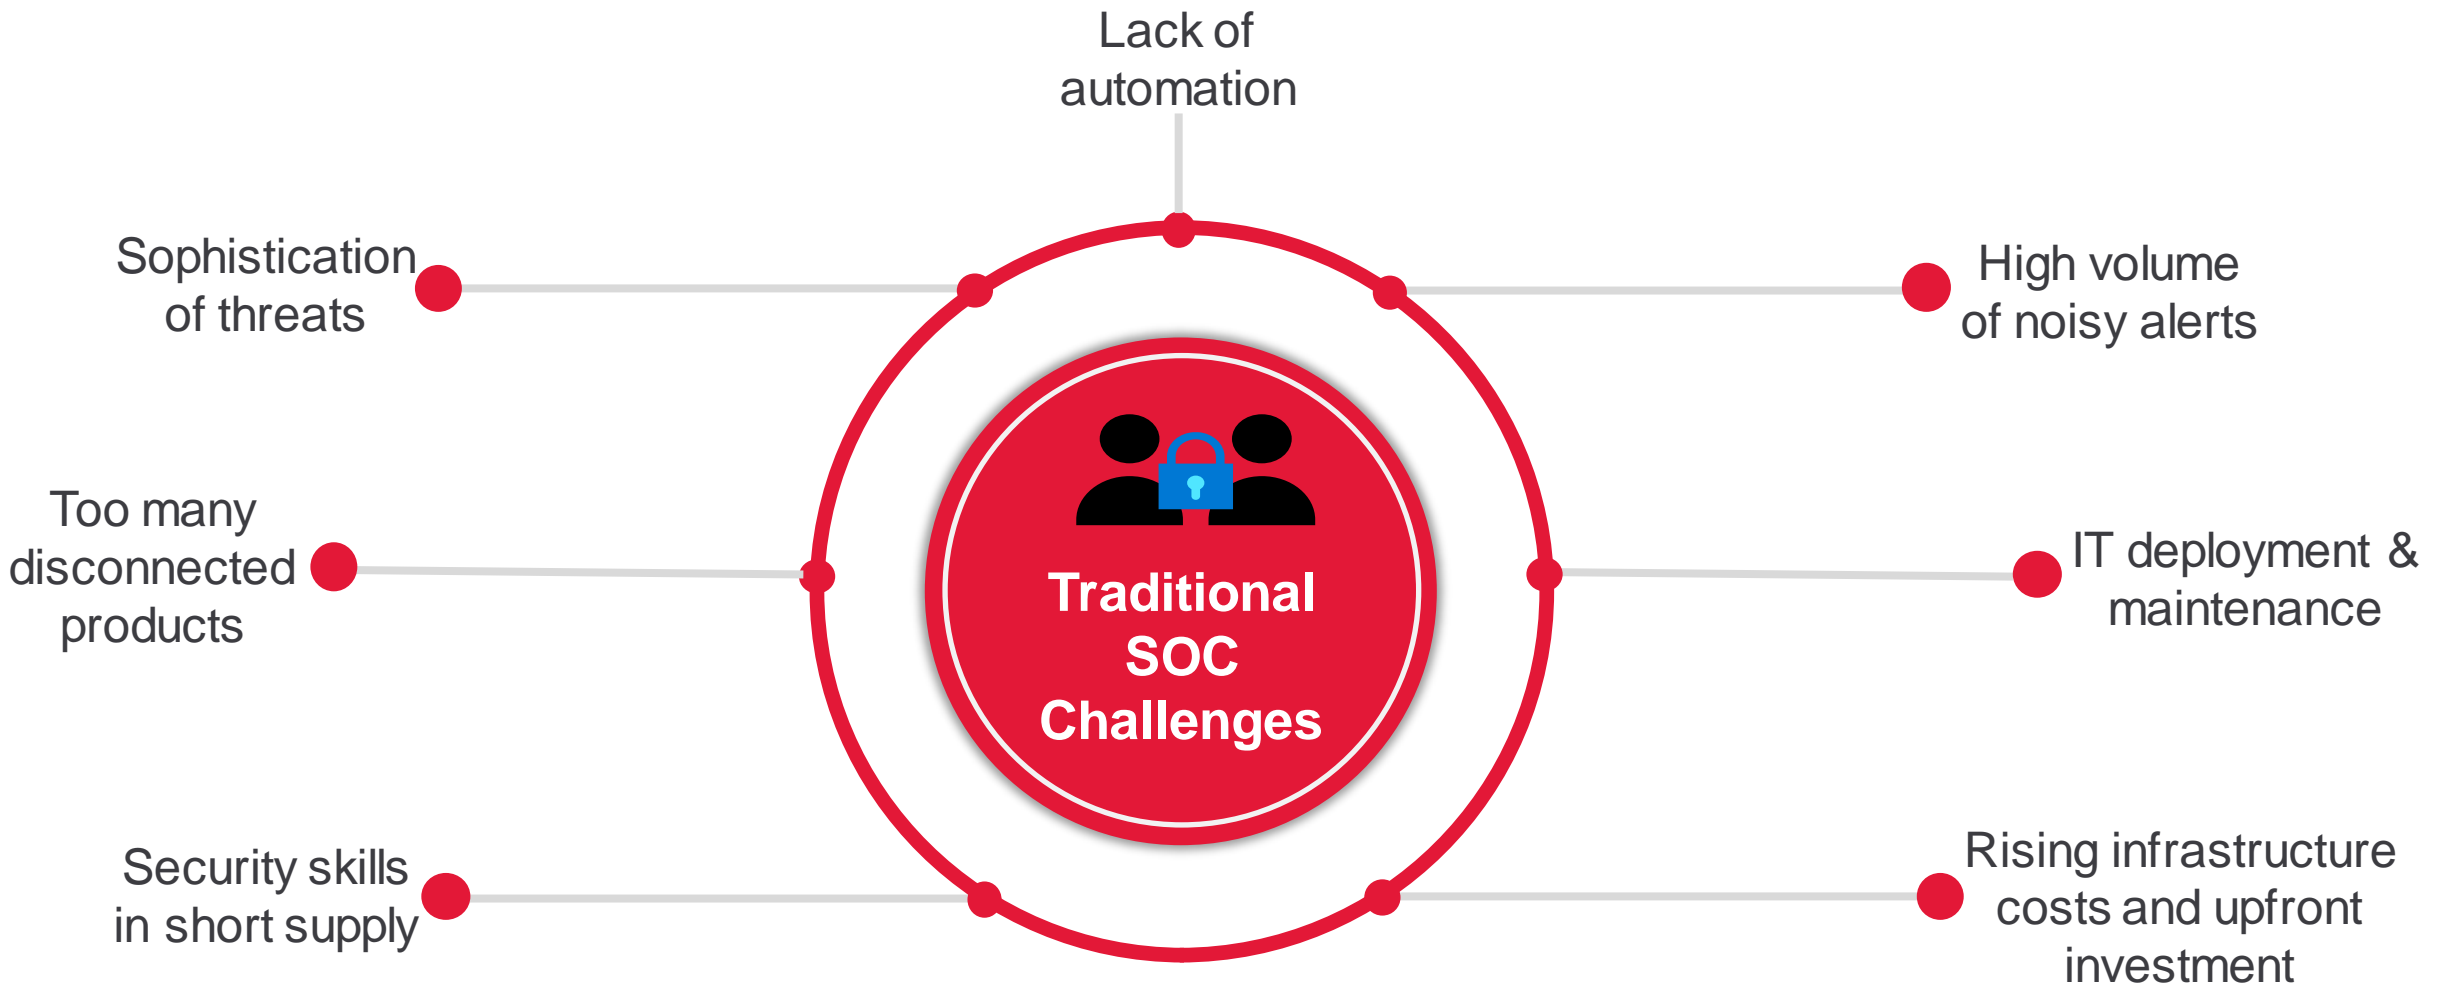 Lack of
automation
Sophistication
of threats
High volume
of noisy alerts
Too many
disconnected
products
Traditional
SOC
Challenges
IT deployment &
maintenance
Security skills
in short supply
Rising infrastructure
costs and upfront
investment